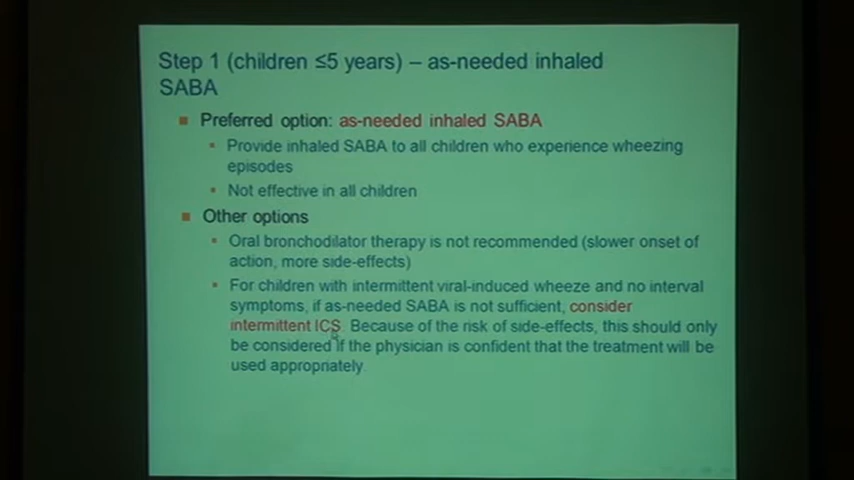 Step 1 (children ≤5 years) – as-needed inhaled
SABA
Preferred option: as-needed inhaled SABA
Provide inhaled SABA to all children who experience wheezing
episodes
Not effective in all children
Other options
Oral bronchodilator therapy is not recommended (slower onset of
action, more side-effects)
For children with intermittent viral-induced wheeze and no interval
symptoms, if as-needed SABA is not sufficient, consider
intermittent ICS. Because of the risk of side-effects, this should only
be considered if the physician is confident that the treatment will be
used appropriately.